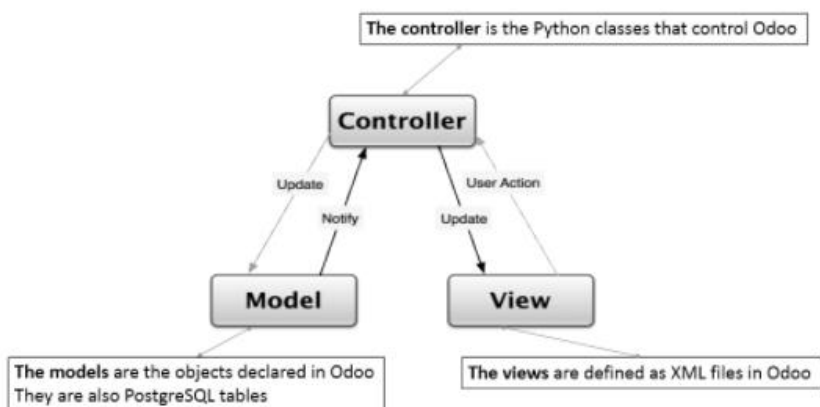 The controller is the Python classes that control Odoo
Controller
Update
User Action
Notify
Update
Model
View
The models are the objects declared in Odoo
They are also PostgreSQL tables
The views are defined as XML files in Odoo